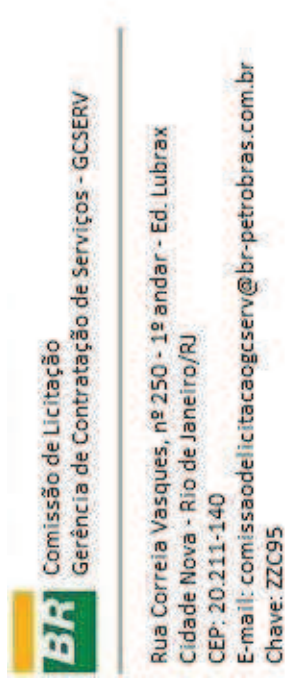 BR
Comissão de Licitação
Gerência de Contratação de Serviços - GCSERV
Rua Correia Vasques, nº 250 - 1º andar - Ed. Lubrax
Cidade Nova - Rio de Janeiro/RJ
CEP: 20.211-140
E-mail: comissaodelicitacaogcserv@br-petrobras.com.br
Chave: ZZC95